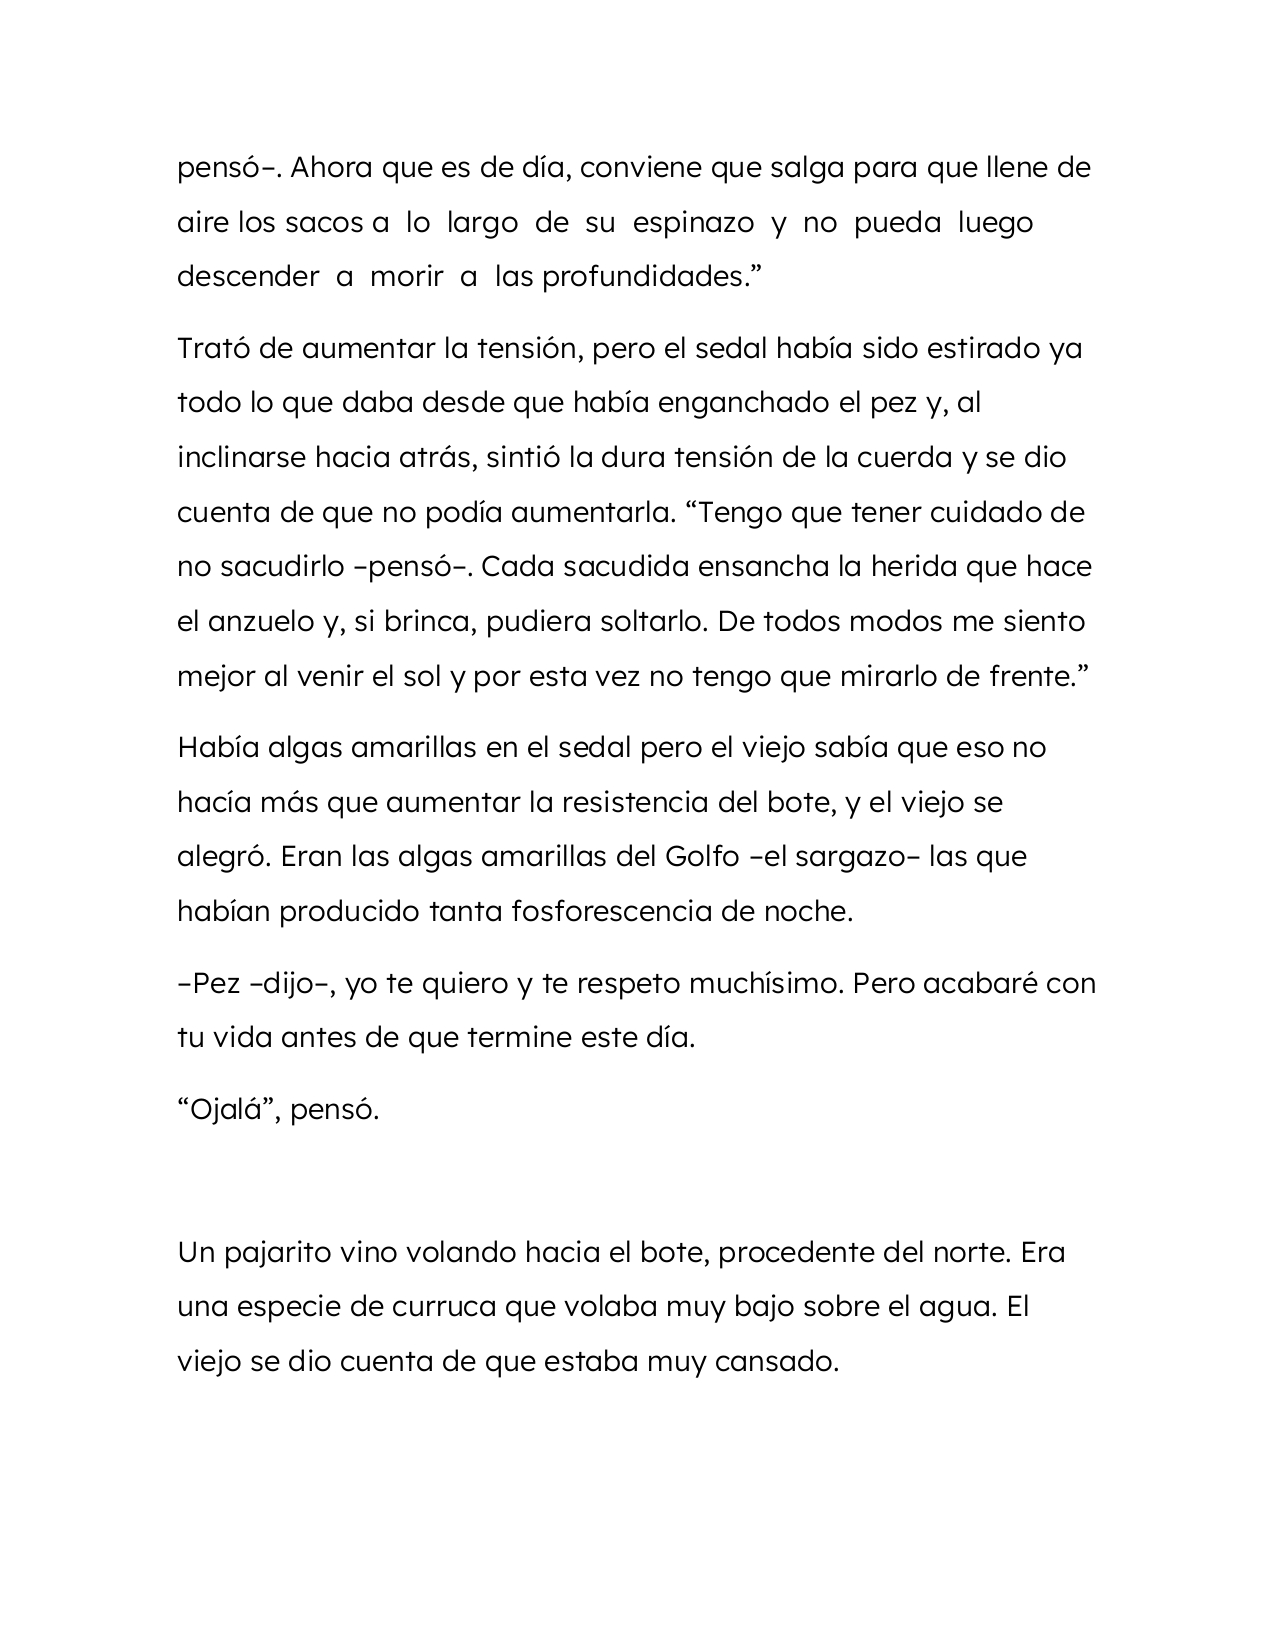 pensó–. Ahora que es de día, conviene que salga para que llene de
aire los sacos a lo largo de su espinazo y no pueda luego
descender a morir a las profundidades.”
Trató de aumentar la tensión, pero el sedal había sido estirado ya
todo lo que daba desde que había enganchado el pez y, al
inclinarse hacia atrás, sintió la dura tensión de la cuerda y se dio
cuenta de que no podía aumentarla. “Tengo que tener cuidado de
no sacudirlo –pensó–. Cada sacudida ensancha la herida que hace
el anzuelo y, si brinca, pudiera soltarlo. De todos modos me siento
mejor al venir el sol y por esta vez no tengo que mirarlo de frente.”
Había algas amarillas en el sedal pero el viejo sabía que eso no
hacía más que aumentar la resistencia del bote, y el viejo se
alegró. Eran las algas amarillas del Golfo –el sargazo– las que
habían producido tanta fosforescencia de noche.
–Pez –dijo–, yo te quiero y te respeto muchísimo. Pero acabaré con
tu vida antes de que termine este día.
“Ojalá”, pensó.
Un pajarito vino volando hacia el bote, procedente del norte. Era
una especie de curruca que volaba muy bajo sobre el agua. El
viejo se dio cuenta de que estaba muy cansado.